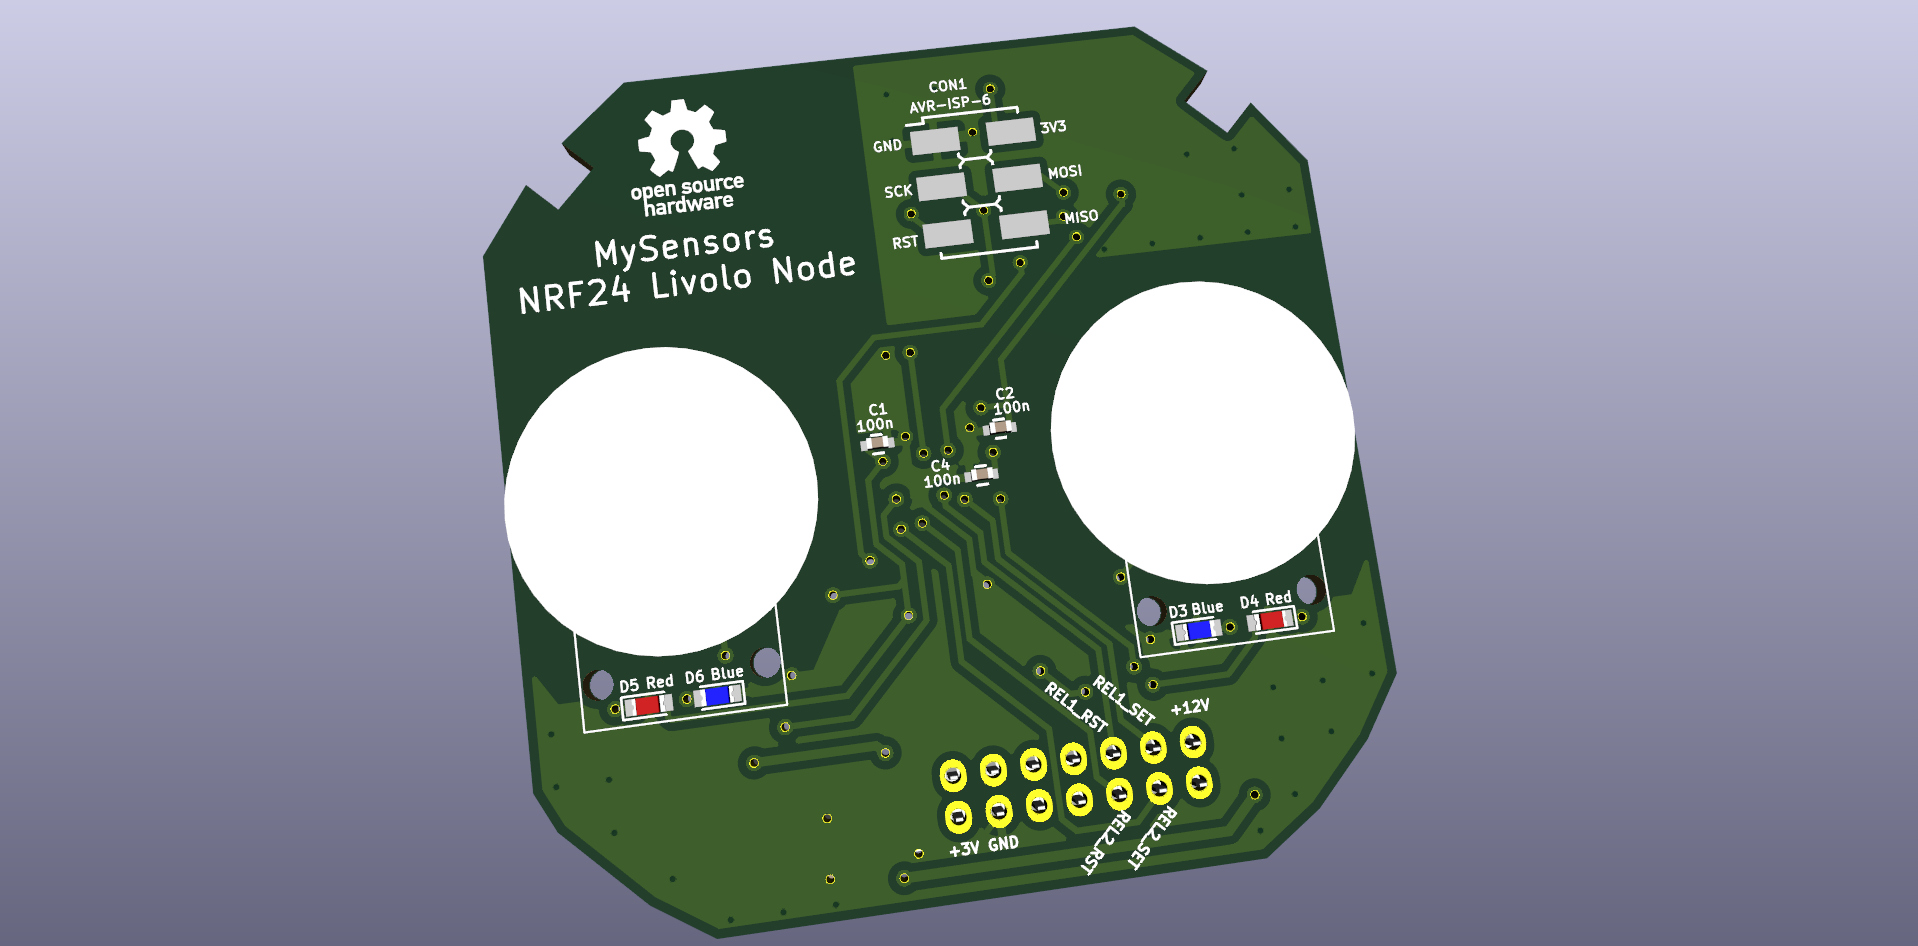 CON1
AVR-ISP-6
GND
3V3
SCK
MOSI
RST
MISO
open source
hardware
MySensors
NRF24 Livolo Node
C1
100n
C2
100n
C4
100n
D3 Blue
D4 Red
D5 Red
D6 Blue
REL1_RST
REL1_SET
+12V
+3V GND
REL2_RST
REL2_SET